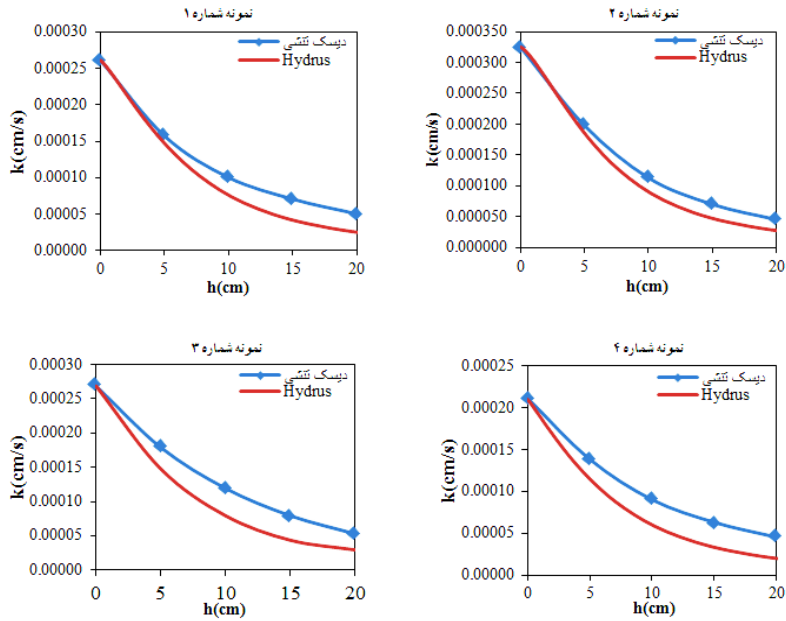 نمونه شماره ۱
0.00030
0.00025
0.00020
0.00015
0.00010
0.00005
0.00000
k(cm/s)
دیسک تنشی
Hydrus
0 5 10 15 20
h(cm)
نمونه شماره ۲
0.000350
0.000300
0.000250
0.000200
0.000150
0.000100
0.000050
0.000000
k(cm/s)
دیسک تنشی
Hydrus
0 5 10 15 20
h(cm)
نمونه شماره ۳
0.00030
0.00025
0.00020
0.00015
0.00010
0.00005
0.00000
k(cm/s)
دیسک تنشی
Hydrus
0 5 10 15 20
h(cm)
نمونه شماره ۴
0.00025
0.00020
0.00015
0.00010
0.00005
0.00000
k(cm/s)
دیسک تنشی
Hydrus
0 5 10 15 20
h(cm)